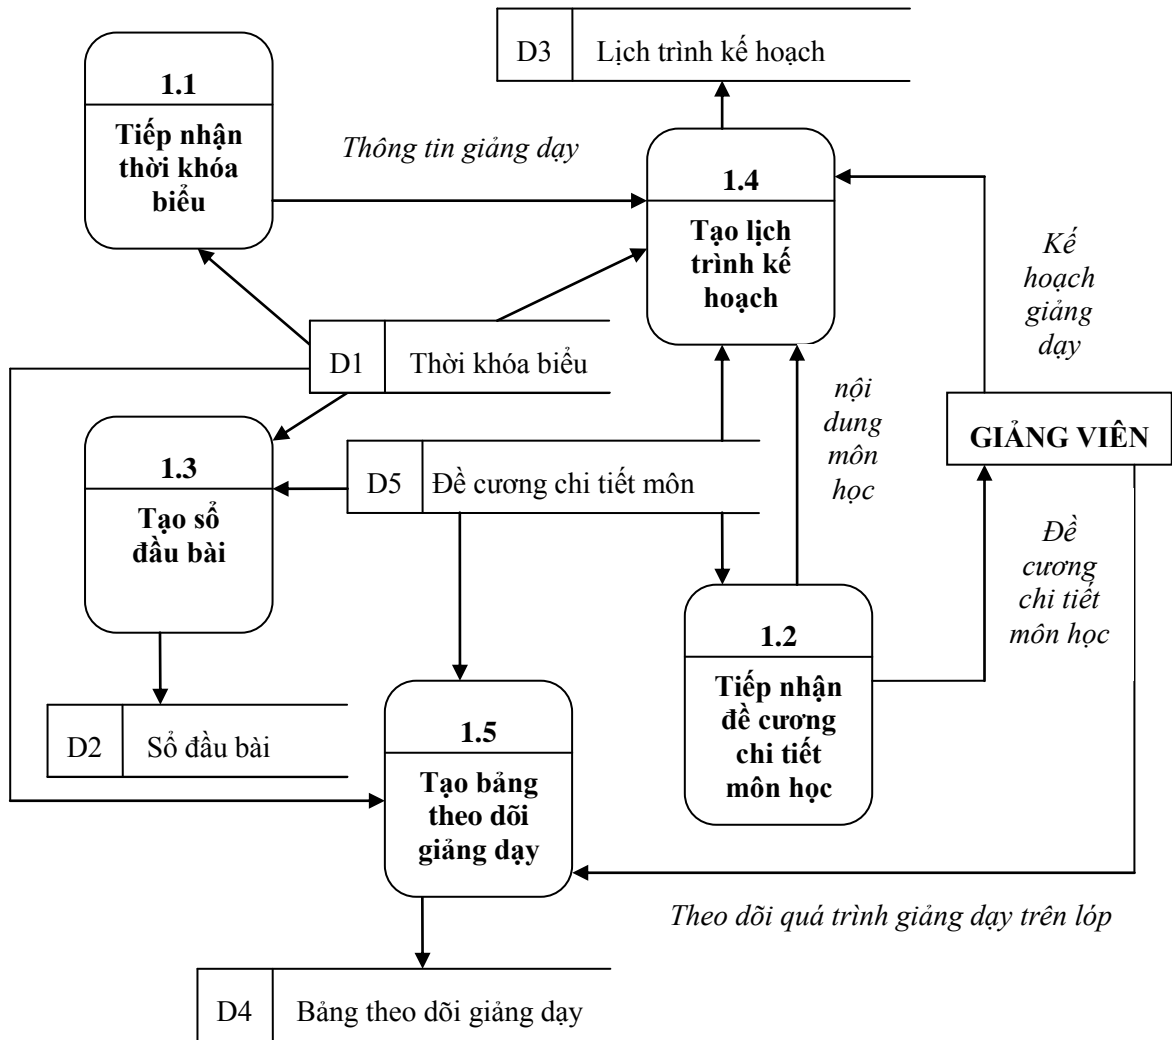 D3 Lịch trình kế hoạch
1.1
Tiếp nhận
thời khóa
biểu
Thông tin giảng dạy
1.4
Tạo lịch
trình kế
hoạch
Kế
hoạch
giảng
dạy
D1 Thời khóa biểu
nội
dung
môn
học
GIẢNG VIÊN
1.3
Tạo sổ
đầu bài
D5 Đề cương chi tiết môn
Đề
cương
chi tiết
môn học
1.2
Tiếp nhận
đề cương
chi tiết
môn học
D2 Sổ đầu bài
1.5
Tạo bảng
theo dõi
giảng dạy
Theo dõi quá trình giảng dạy trên lóp
D4 Bảng theo dõi giảng dạy